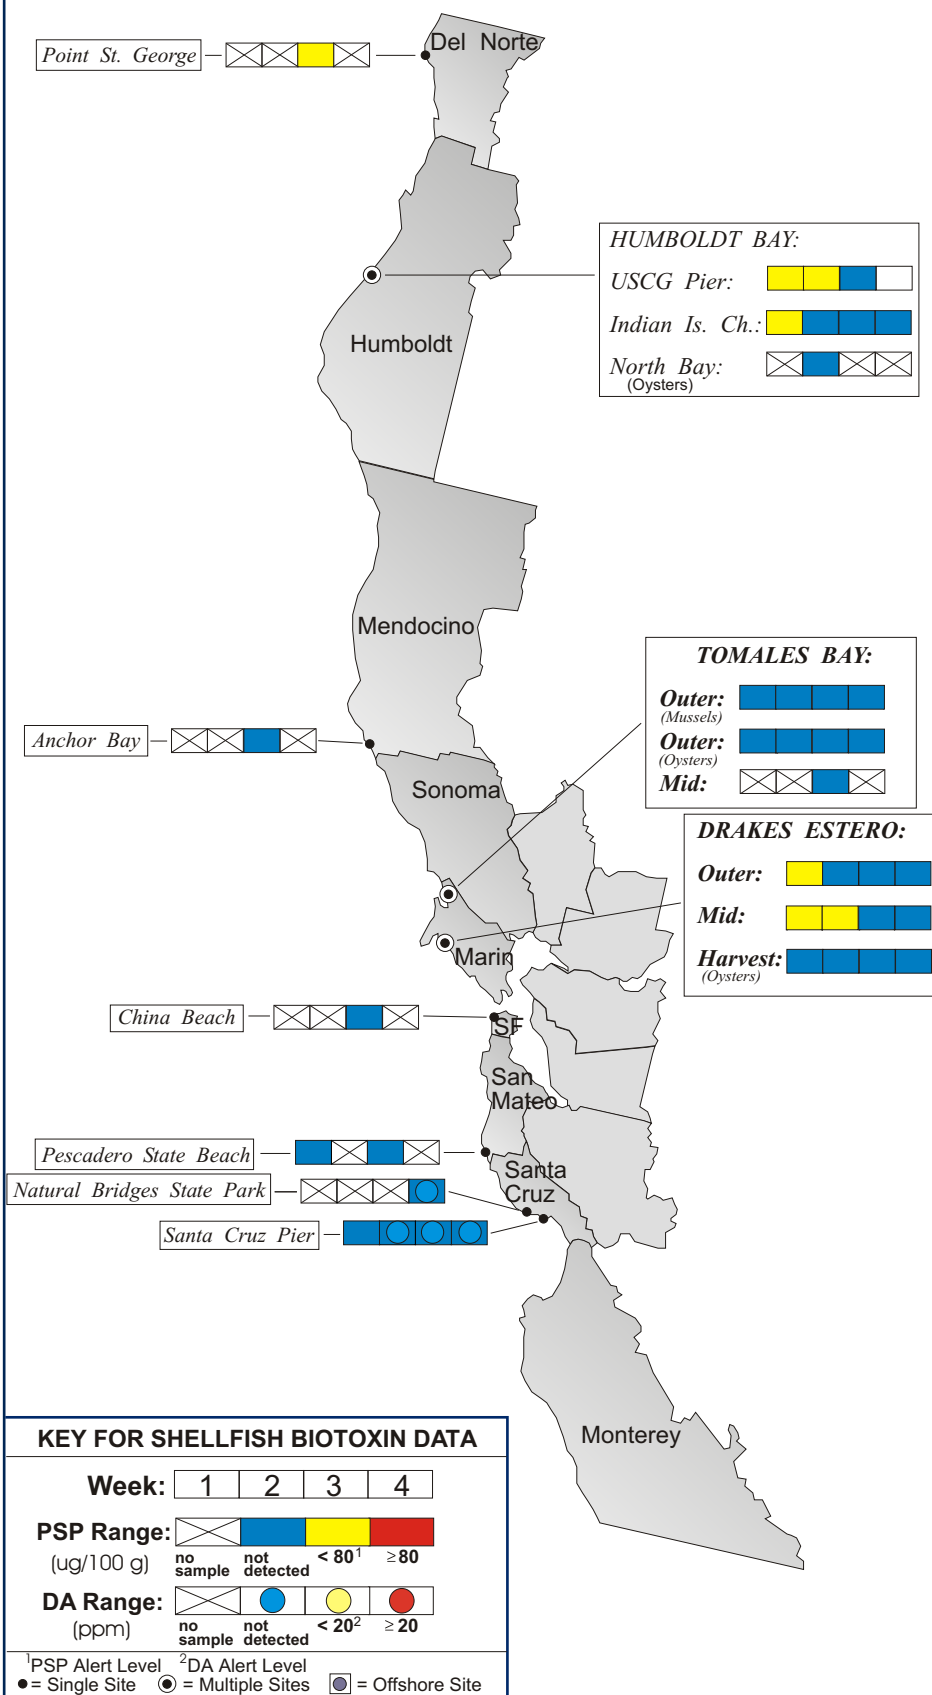 Point St. George
Del Norte
HUMBOLDT BAY:
USCG Pier:
Indian Is. Ch.:
North Bay:
(Oysters)
Humboldt
Mendocino
TOMALES BAY:
Outer:
(Mussels)
Outer:
(Oysters)
Mid:
Anchor Bay
Sonoma
DRAKES ESTERO:
Outer:
Mid:
Harvest:
(Oysters)
Marin
China Beach
SF
San
Mateo
Pescadero State Beach
Santa
Cruz
Natural Bridges State Park
Santa Cruz Pier
Monterey
KEY FOR SHELLFISH BIOTOXIN DATA
Week: 1 2 3 4
PSP Range:
(ug/100 g)
no sample not detected < 80¹ ≥ 80
DA Range:
(ppm)
no sample not detected < 20² ≥ 20
¹PSP Alert Level ²DA Alert Level
= Single Site = Multiple Sites = Offshore Site